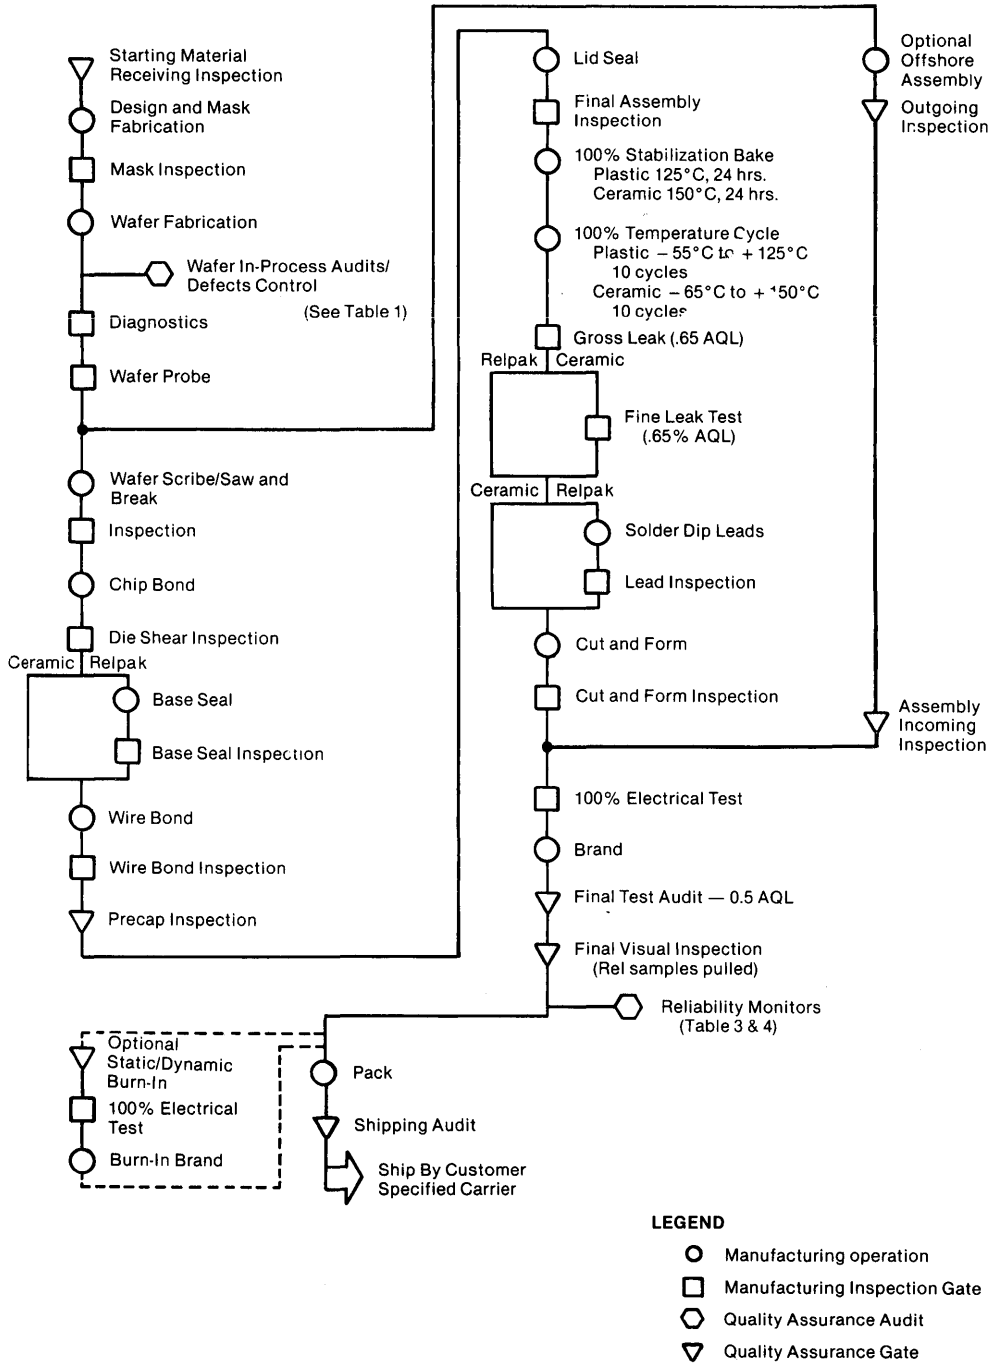 Starting Material
Receiving Inspection
Design and Mask
Fabrication
Mask Inspection
Wafer Fabrication
Wafer In-Process Audits/
Defects Control
(See Table 1)
Diagnostics
Wafer Probe
Wafer Scribe/Saw and
Break
Inspection
Chip Bond
Die Shear Inspection
Ceramic Relpak
Base Seal
Base Seal Inspection
Wire Bond
Wire Bond Inspection
Precap Inspection
Lid Seal
Final Assembly
Inspection
100% Stabilization Bake
Plastic 125°C, 24 hrs.
Ceramic 150°C, 24 hrs.
100% Temperature Cycle
Plastic – 55°C to + 125°C
10 cycles
Ceramic – 65°C to + 150°C
10 cycles
Gross Leak (.65 AQL)
Relpak Ceramic
Fine Leak Test
(.65% AQL)
Ceramic Relpak
Solder Dip Leads
Lead Inspection
Cut and Form
Cut and Form Inspection
100% Electrical Test
Brand
Final Test Audit — 0.5 AQL
Final Visual Inspection
(Rel samples pulled)
Reliability Monitors
(Table 3 & 4)
Optional
Offshore
Assembly
Outgoing
Inspection
Assembly
Incoming
Inspection
Optional
Static/Dynamic
Burn-In
100% Electrical
Test
Burn-In Brand
Pack
Shipping Audit
Ship By Customer
Specified Carrier
LEGEND
Manufacturing operation
Manufacturing Inspection Gate
Quality Assurance Audit
Quality Assurance Gate